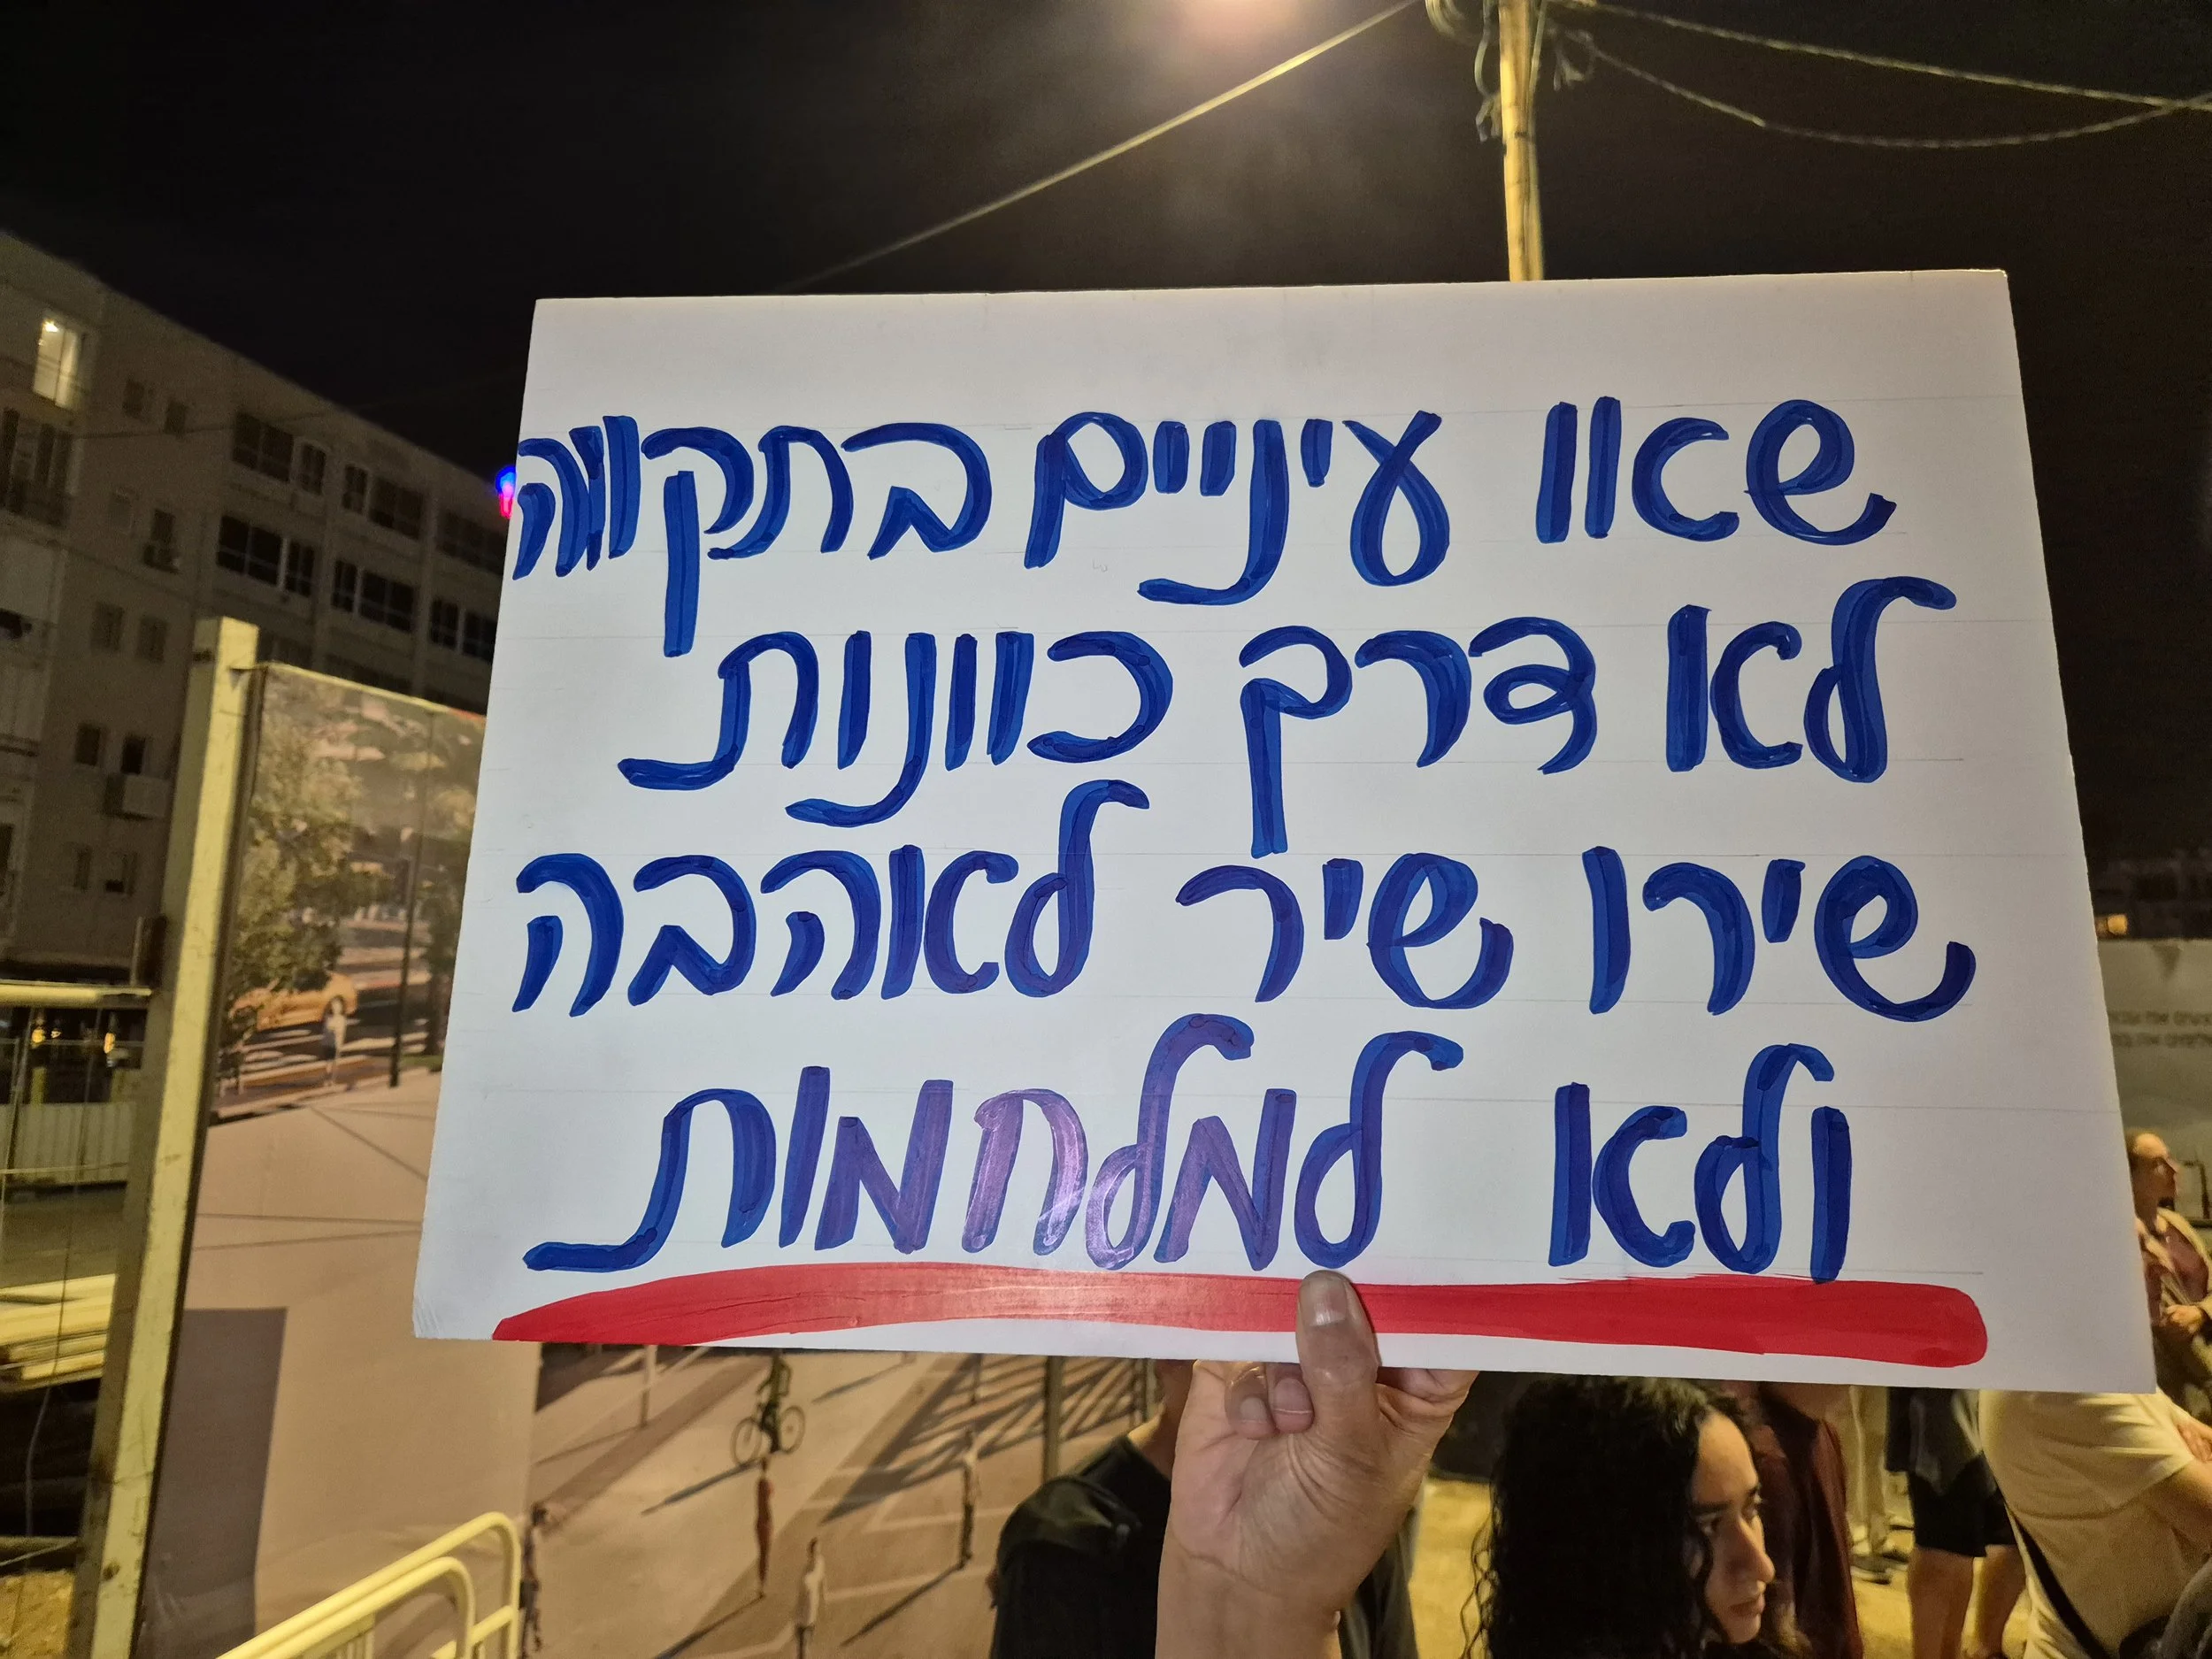 שאו עיניים בתקווה
לא דרך כוונות
שירו שיר לאהבה
ולא למלחמות